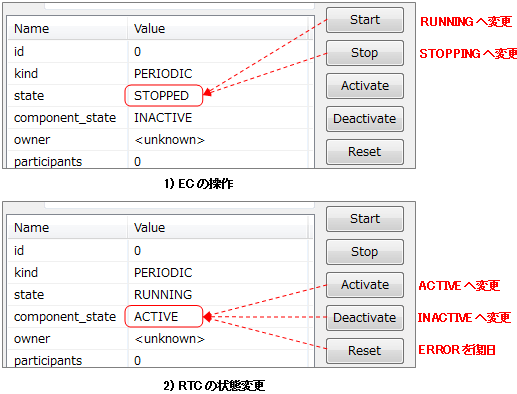 Name Value
id 0
kind PERIODIC
state STOPPED
component_state INACTIVE
owner <unknown>
participants 0
Start
Stop
Activate
Deactivate
Reset
RUNNINGへ変更
STOPPINGへ変更
1) ECの操作
Name Value
id 0
kind PERIODIC
state RUNNING
component_state ACTIVE
owner <unknown>
participants 0
Start
Stop
Activate
Deactivate
Reset
ACTIVEへ変更
INACTIVEへ変更
ERRORを復旧
2) RTCの状態変更